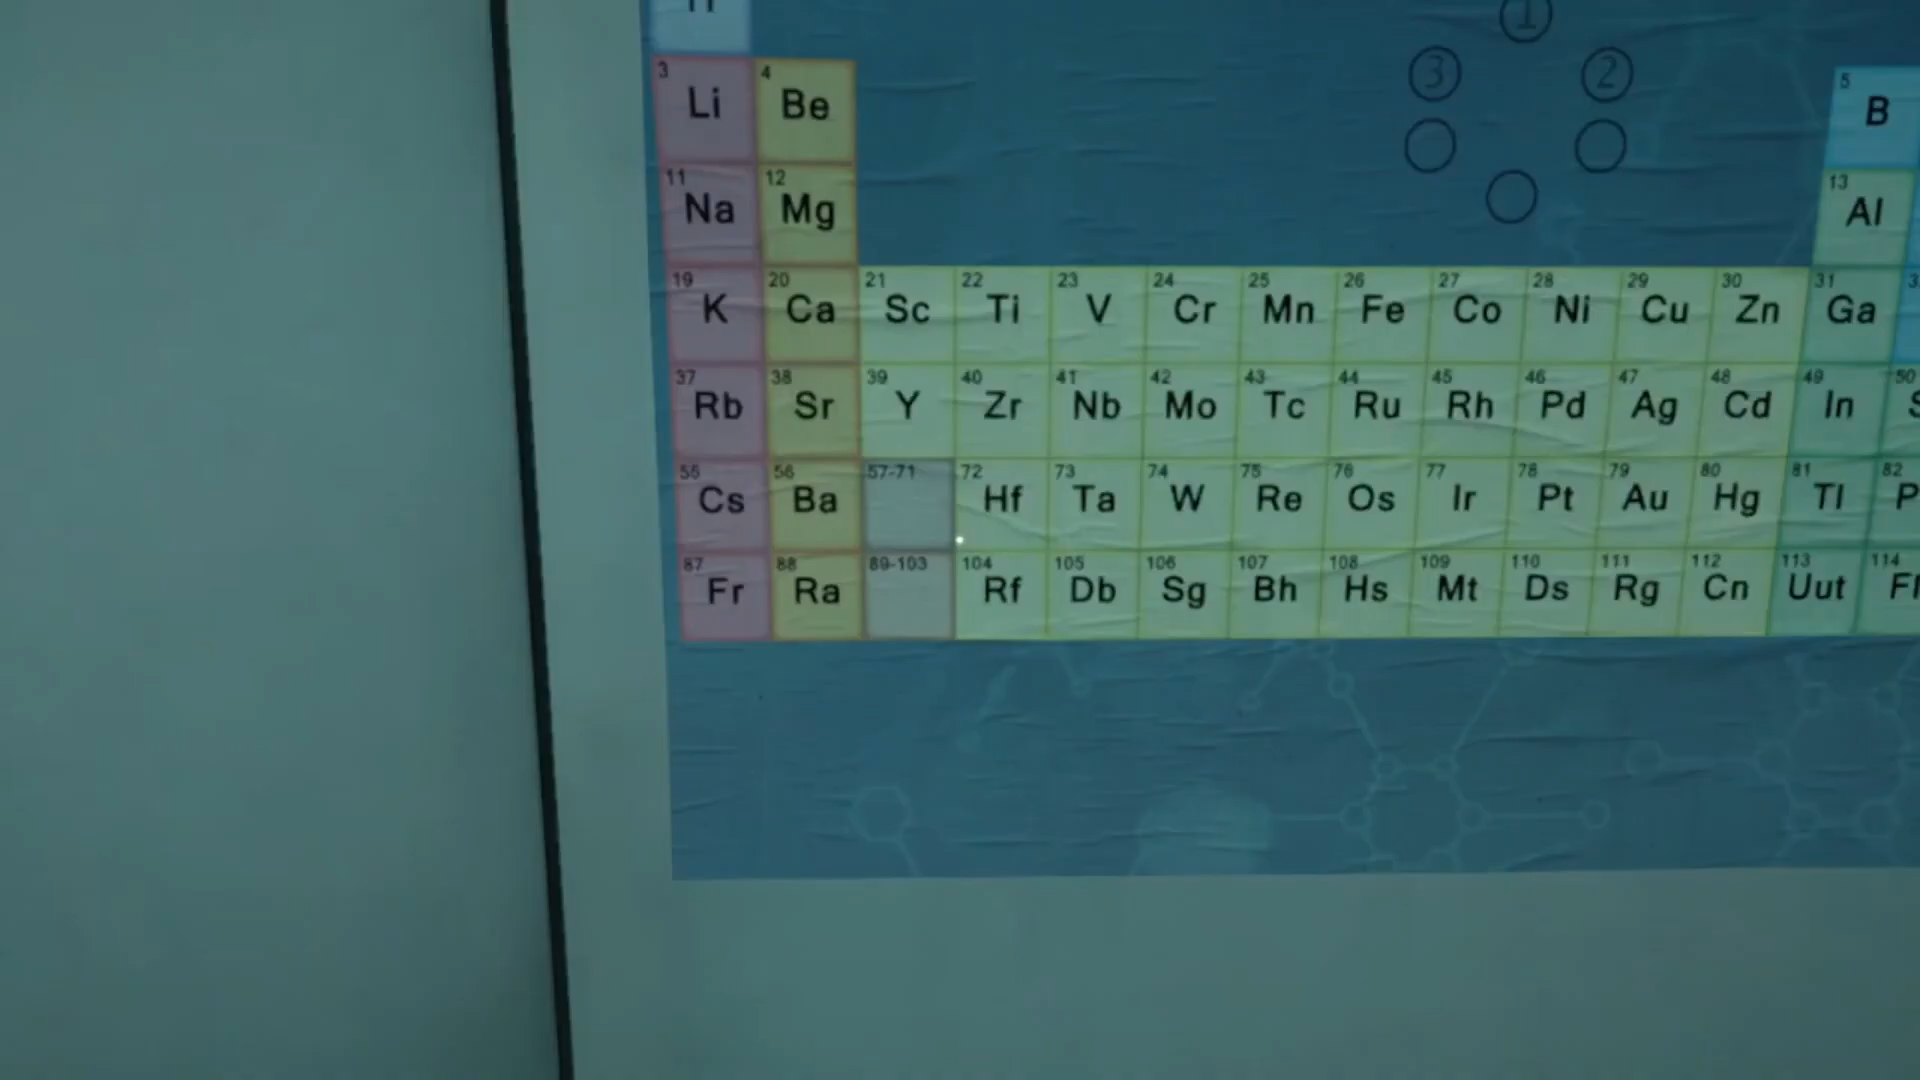 H
① 
③ ②
3 Li 4 Be 5 B
11 Na 12 Mg 13 Al
19 K 20 Ca 21 Sc 22 Ti 23 V 24 Cr 25 Mn 26 Fe 27 Co 28 Ni 29 Cu 30 Zn 31 Ga
37 Rb 38 Sr 39 Y 40 Zr 41 Nb 42 Mo 43 Tc 44 Ru 45 Rh 46 Pd 47 Ag 48 Cd 49 In 50
55 Cs 56 Ba 57-71 72 Hf 73 Ta 74 W 75 Re 76 Os 77 Ir 78 Pt 79 Au 80 Hg 81 Tl 82
87 Fr 88 Ra 89-103 104 Rf 105 Db 106 Sg 107 Bh 108 Hs 109 Mt 110 Ds 111 Rg 112 Cn 113 Uut 114 Fl